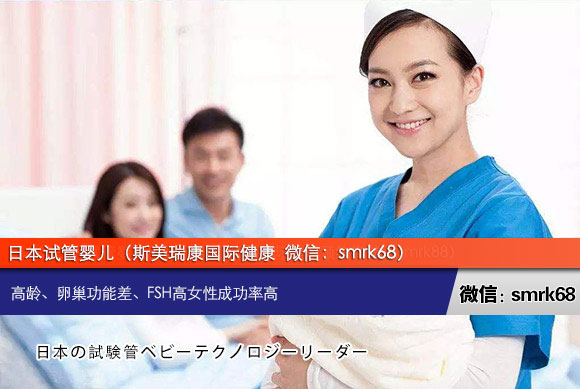 日本试管婴儿（斯美瑞康国际健康 微信：smrk68）
高龄、卵巢功能差、FSH高女性成功率高
微信：smrk68
日本の試験管ベビーテクノロジーリーダー